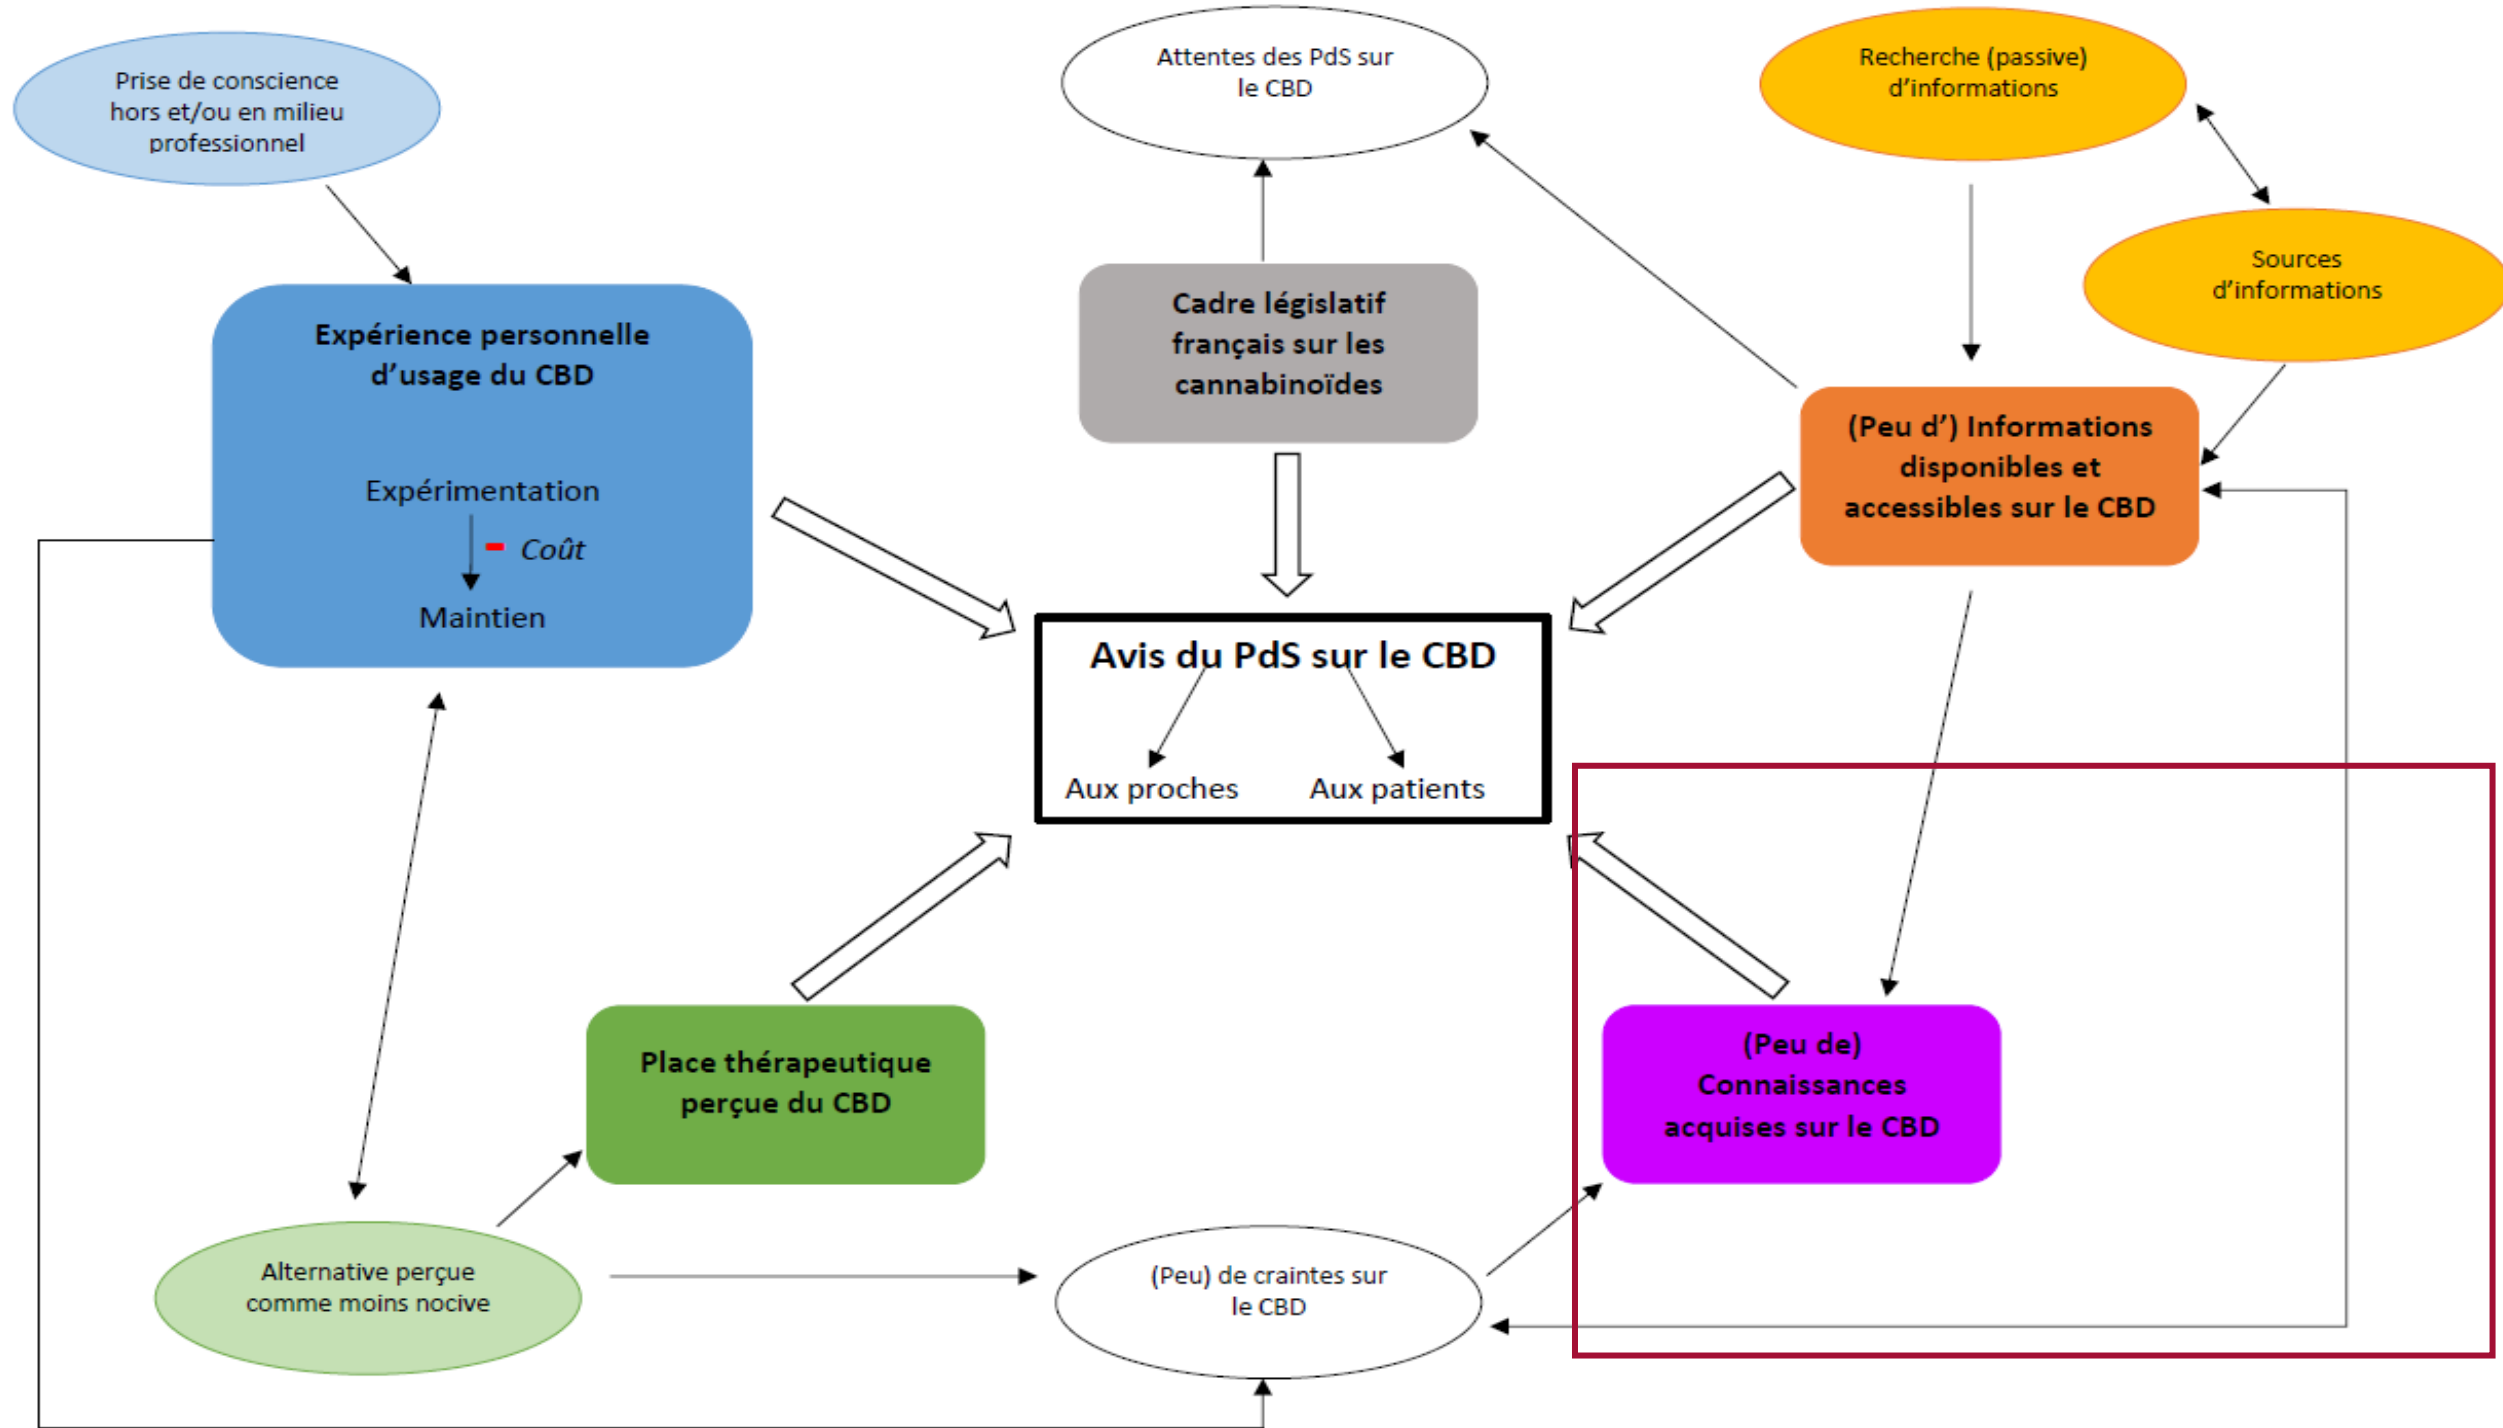 Prise de conscience
hors et/ou en milieu
professionnel
Attentes des PdS sur
le CBD
Recherche (passive)
d’informations
Sources
d’informations
Expérience personnelle
d’usage du CBD
Expérimentation
- Coût
Maintien
Cadre législatif
français sur les
cannabinoïdes
(Peu d’) Informations
disponibles et
accessibles sur le CBD
Avis du PdS sur le CBD
Aux proches
Aux patients
Place thérapeutique
perçue du CBD
(Peu de)
Connaissances
acquises sur le CBD
Alternative perçue
comme moins nocive
(Peu) de craintes sur
le CBD